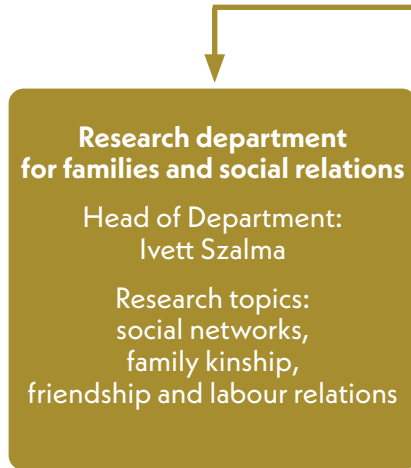 Research department
for families and social relations
Head of Department:
Ivett Szalma
Research topics:
social networks,
family kinship,
friendship and labour relations